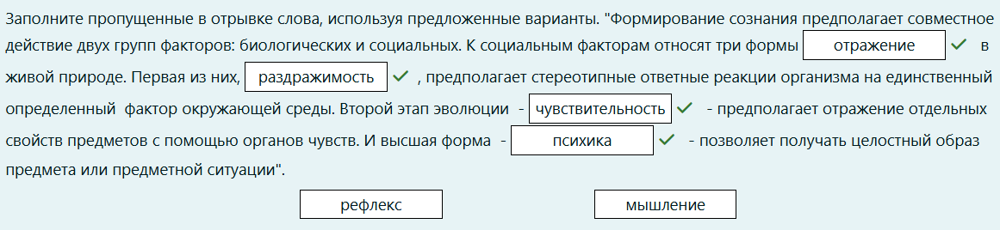 Заполните пропущенные в отрывке слова, используя предложенные варианты. "Формирование сознания предполагает совместное
действие двух групп факторов: биологических и социальных. К социальным факторам относят три формы отражение в
живой природе. Первая из них, раздражимость , предполагает стереотипные ответные реакции организма на единственный
определенный фактор окружающей среды. Второй этап эволюции - чувствительность - предполагает отражение отдельных
свойств предметов с помощью органов чувств. И высшая форма - психика - позволяет получать целостный образ
предмета или предметной ситуации".
рефлекс мышление